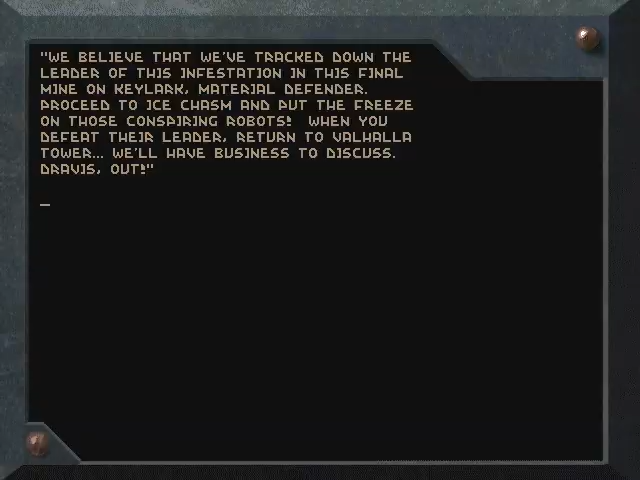 "WE BELIEVE THAT WE'VE TRACKED DOWN THE
LEADER OF THIS INFESTATION IN THIS FINAL
MINE ON KEYLARK, MATERIAL DEFENDER.
PROCEED TO ICE CHASM AND PUT THE FREEZE
ON THOSE CONSPIRING ROBOTS!  WHEN YOU
DEFEAT THEIR LEADER, RETURN TO VALHALLA
TOWER... WE'LL HAVE BUSINESS TO DISCUSS.
DRAVIS, OUT!"
_